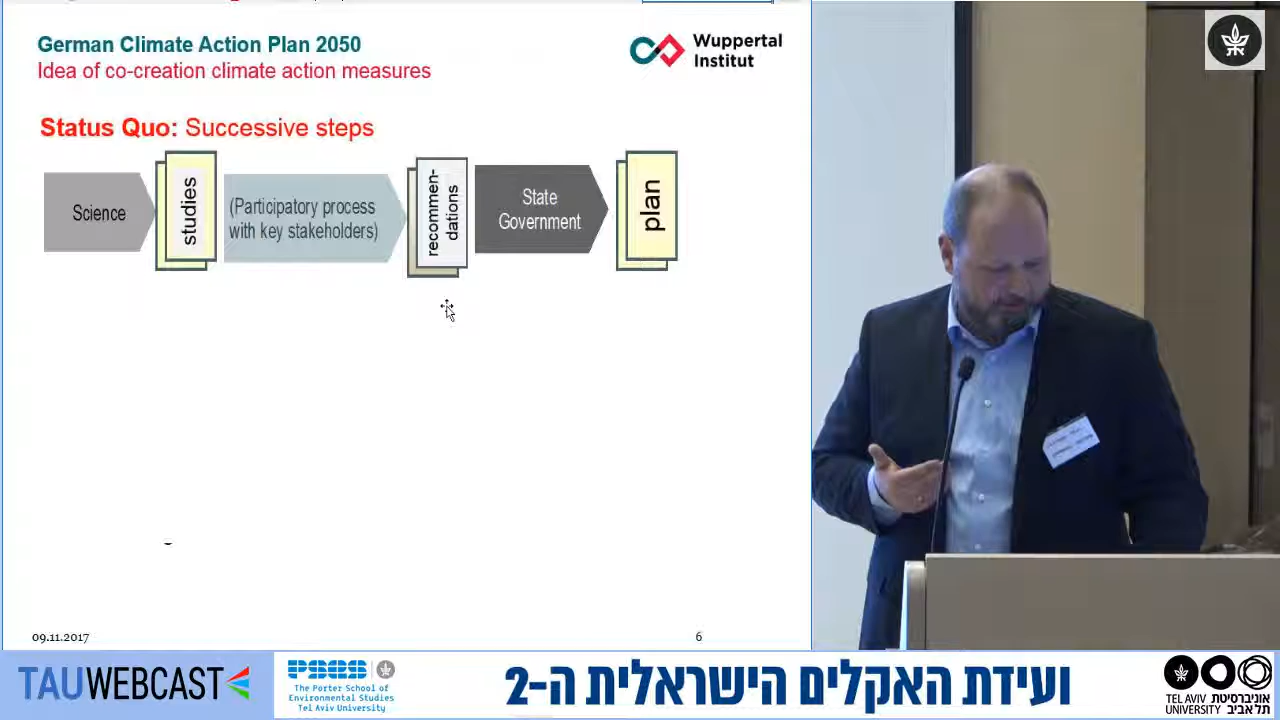 German Climate Action Plan 2050
Idea of co-creation climate action measures
Wuppertal
Institut
Status Quo: Successive steps
Science
studies
(Participatory process
with key stakeholders)
recommen-
dations
State
Government
plan
09.11.2017
6
TAUWEBCAST
PSES
The Porter School of
Environmental Studies
Tel Aviv University
ועידת האקלים הישראלית ה-2
TEL AVIV אוניברסיטת
UNIVERSITY תל אביב